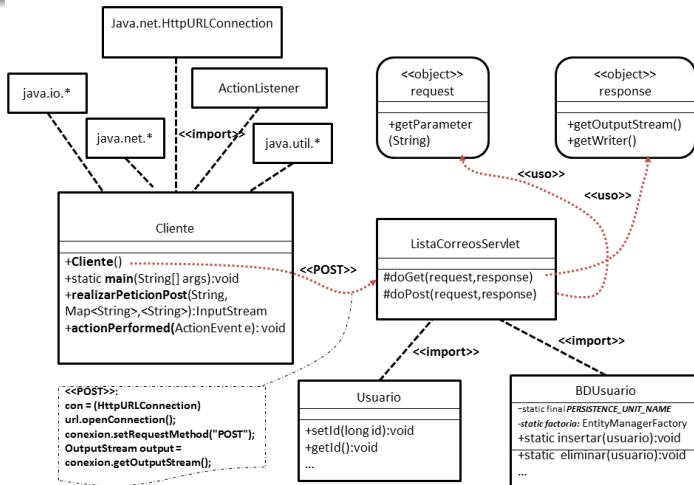 Java.net.HttpURLConnection
java.io.*
java.net.*
<<import>>
ActionListener
java.util.*
<<object>>
request
+getParameter
(String)
<<object>>
response
+getOutputStream()
+getWriter()
<<uso>>
<<uso>>
Cliente
+Cliente()
+static main(String[] args):void
+realizarPeticionPost(String,
Map<String>,<String>):InputStream
+actionPerformed(ActionEvent e): void
<<POST>>
ListaCorreosServlet
#doGet(request,response)
#doPost(request,response)
<<import>>
<<import>>
<<POST>>:
con = (HttpURLConnection)
url.openConnection();
conexion.setRequestMethod("POST");
OutputStream output =
conexion.getOutputStream();
Usuario
+setId(long id):void
+getId():void
...
BDUsuario
-static final PERSISTENCE_UNIT_NAME
-static factoria: EntityManagerFactory
+static insertar(usuario):void
+static eliminar(usuario):void
...